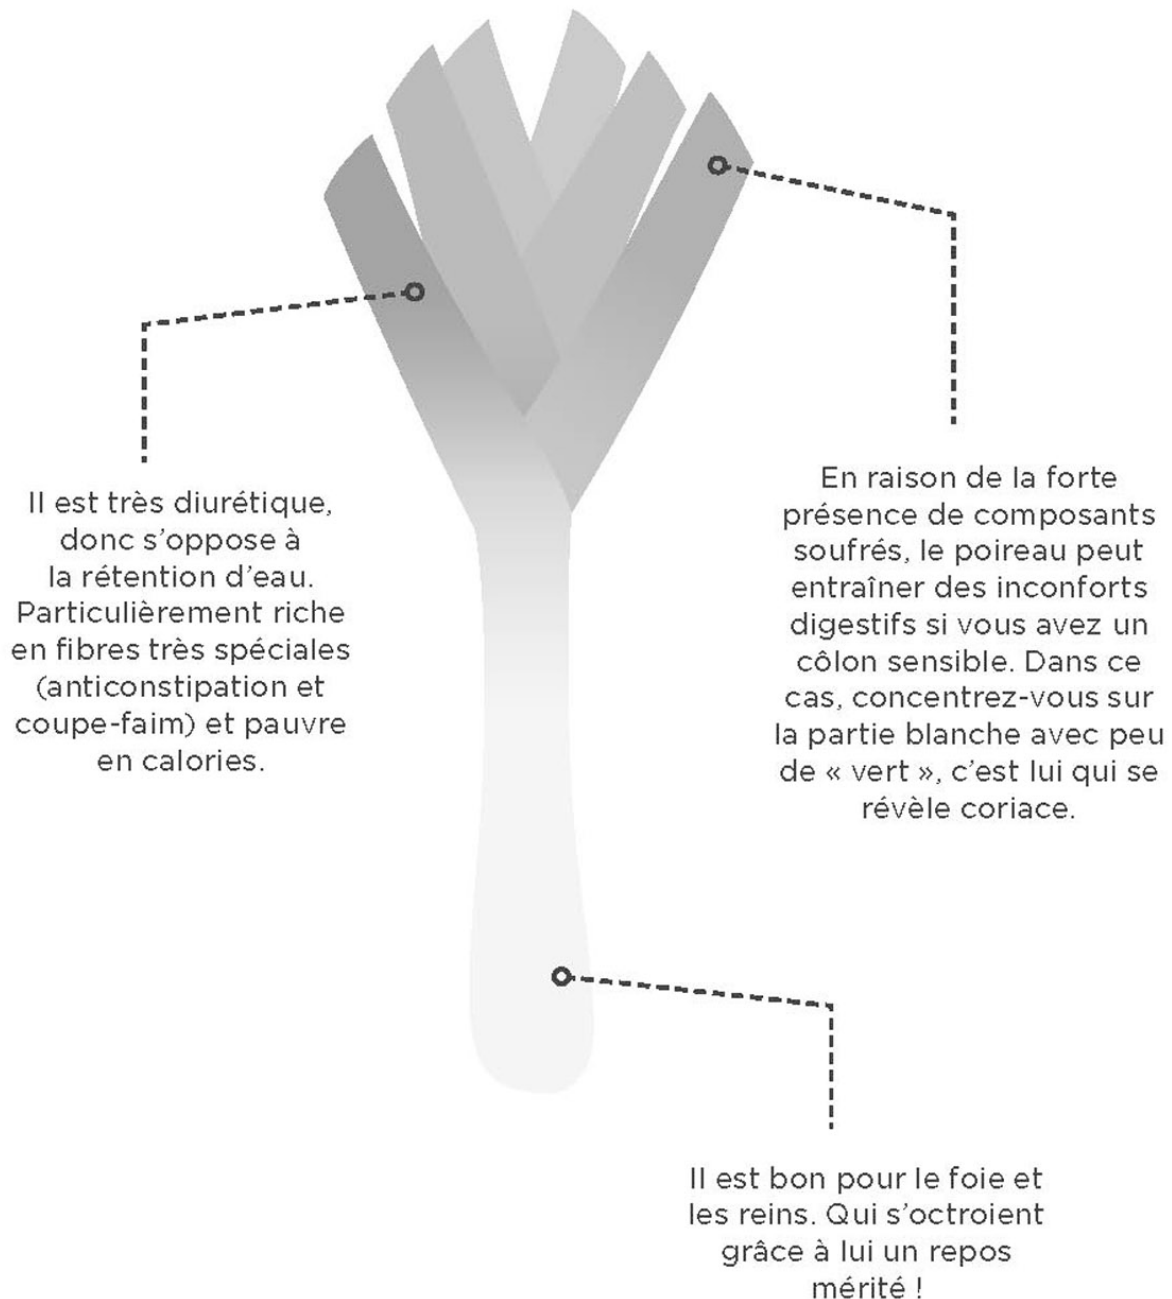 Il est très diurétique,
donc s'oppose à
la rétention d'eau.
Particulièrement riche
en fibres très spéciales
(anticonstipation et
coupe-faim) et pauvre
en calories.
En raison de la forte
présence de composants
soufrés, le poireau peut
entraîner des inconforts
digestifs si vous avez un
côlon sensible. Dans ce
cas, concentrez-vous sur
la partie blanche avec peu
de « vert », c'est lui qui se
révèle coriace.
Il est bon pour le foie et
les reins. Qui s'octroient
grâce à lui un repos
mérité !